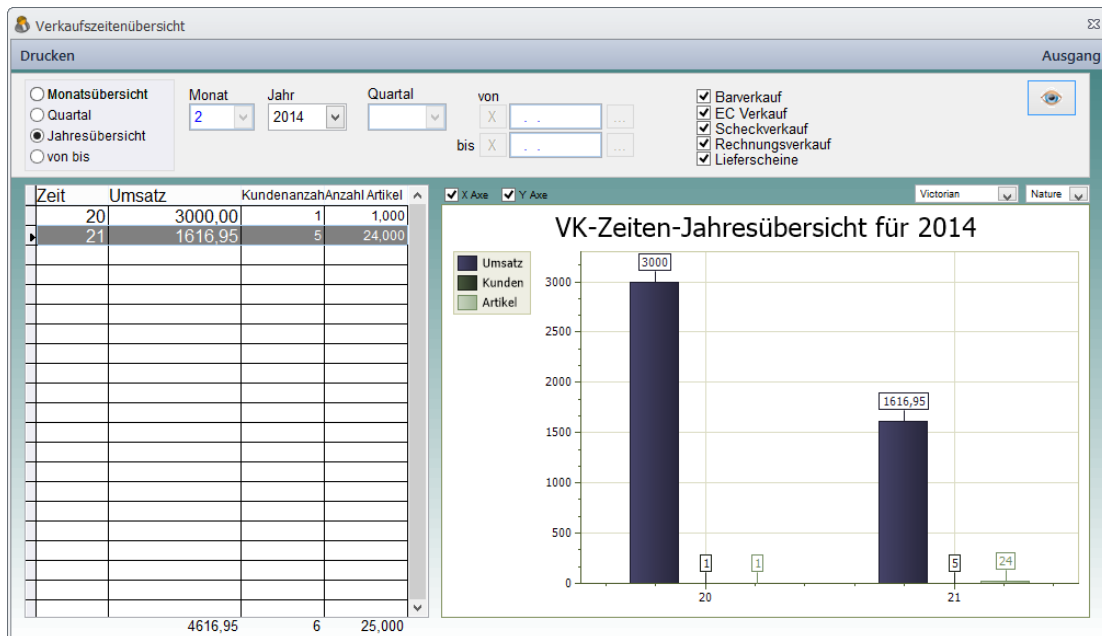 Verkaufszeitenübersicht
Drucken Ausgang
Monatsübersicht
Quartal
Jahresübersicht
von bis
Monat Jahr Quartal
2 2014
von
X . . ...
bis X . . ...
Barverkauf
EC Verkauf
Scheckverkauf
Rechnungsverkauf
Lieferscheine
Zeit Umsatz Kundenanzah Anzahl Artikel
20 3000,00 1 1,000
21 1616,95 5 24,000
4616,95 6 25,000
X Axe Y Axe Victorian Nature
VK-Zeiten-Jahresübersicht für 2014
Umsatz
Kunden
Artikel
3000
2500
2000
1500
1000
500
0
3000
1 1
1616,95
5 24
20 21